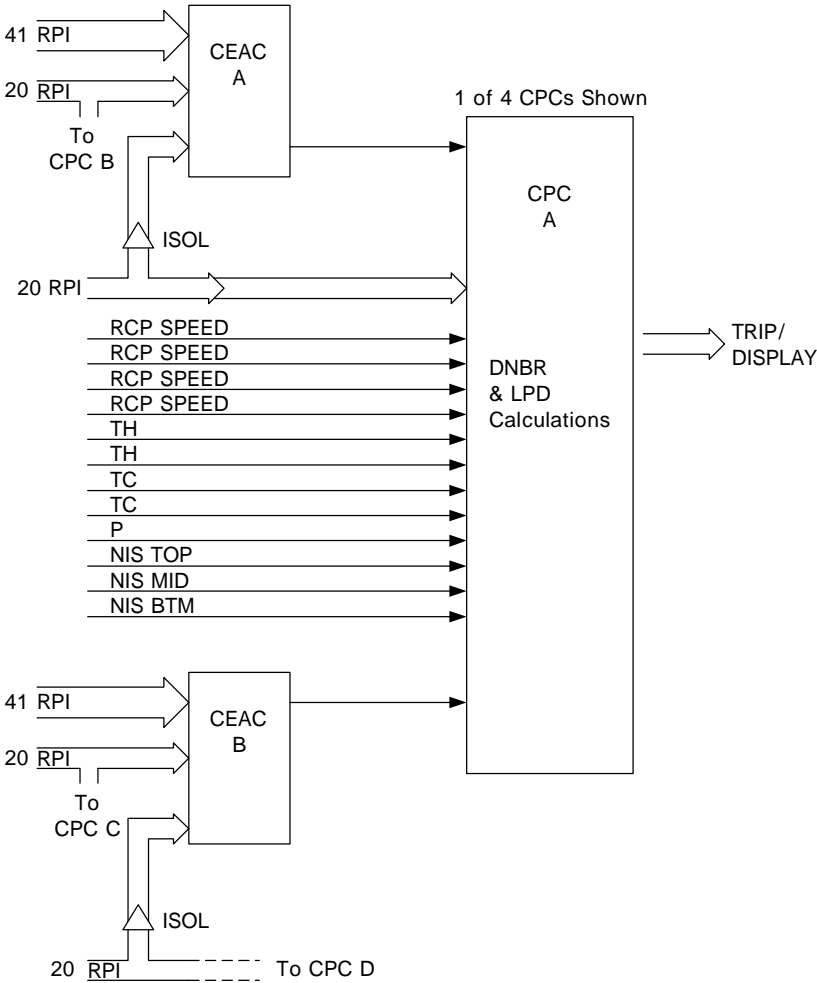 41 RPI
CEAC
A
20 RPI
To
CPC B
1 of 4 CPCs Shown
CPC
A
ISOL
20 RPI
RCP SPEED
RCP SPEED
RCP SPEED
RCP SPEED
TH
TH
TC
TC
P
NIS TOP
NIS MID
NIS BTM
DNBR
& LPD
Calculations
TRIP/
DISPLAY
41 RPI
CEAC
B
20 RPI
To
CPC C
ISOL
20 RPI
To CPC D